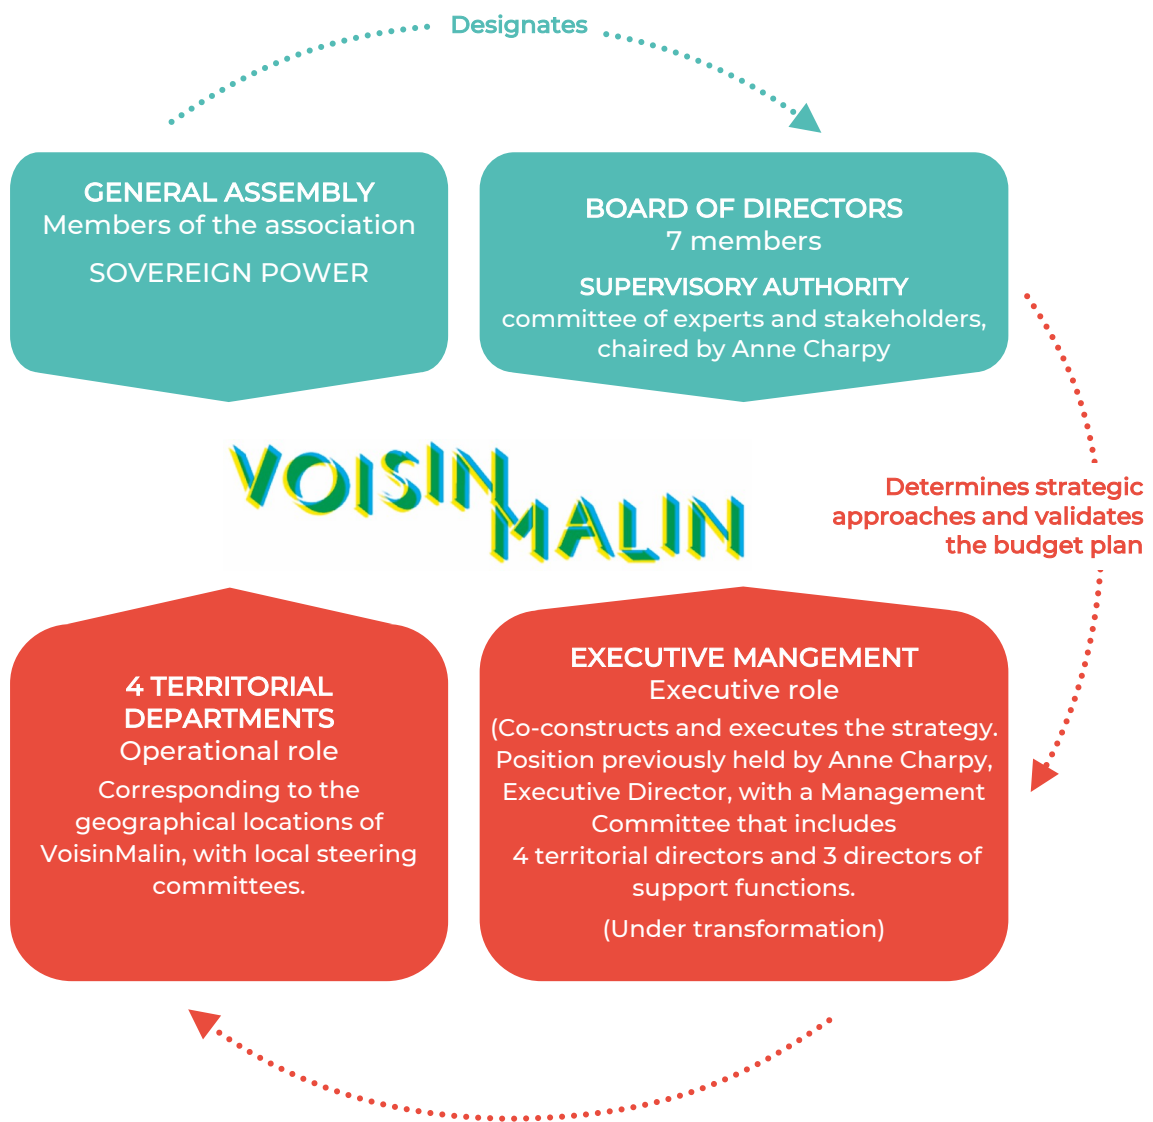 Designates
GENERAL ASSEMBLY
Members of the association
SOVEREIGN POWER
BOARD OF DIRECTORS
7 members
SUPERVISORY AUTHORITY
committee of experts and stakeholders,
chaired by Anne Charpy
VOISIN
MALIN
Determines strategic
approaches and validates
the budget plan
4 TERRITORIAL
DEPARTMENTS
Operational role
Corresponding to the
geographical locations of
VoisinMalin, with local steering
committees.
EXECUTIVE MANGEMENT
Executive role
(Co-constructs and executes the strategy.
Position previously held by Anne Charpy,
Executive Director, with a Management
Committee that includes
4 territorial directors and 3 directors of
support functions.
(Under transformation)